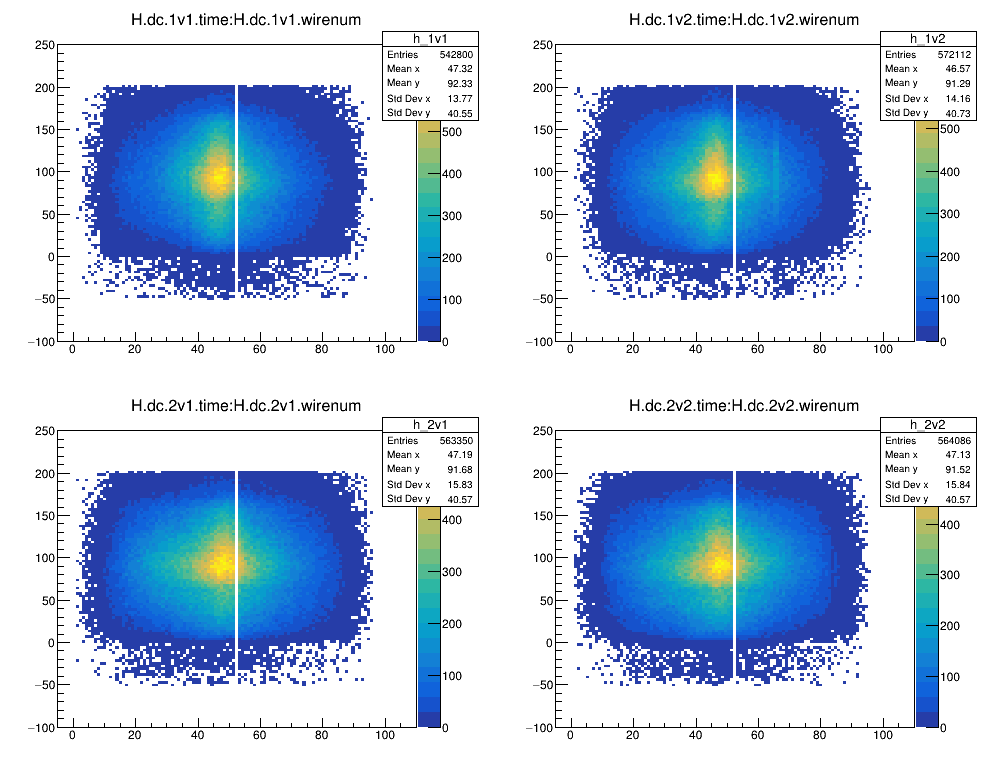 H.dc.1v1.time:H.dc.1v1.wirenum
h_1v1
Entries 542800
Mean x 47.32
Mean y 92.33
Std Dev x 13.77
Std Dev y 40.55
250
200
150
100
50
0
−50
−100
0 20 40 60 80 100
500
400
300
200
100
0
H.dc.1v2.time:H.dc.1v2.wirenum
h_1v2
Entries 572112
Mean x 46.57
Mean y 91.29
Std Dev x 14.16
Std Dev y 40.73
250
200
150
100
50
0
−50
−100
0 20 40 60 80 100
500
400
300
200
100
0
H.dc.2v1.time:H.dc.2v1.wirenum
h_2v1
Entries 563350
Mean x 47.19
Mean y 91.68
Std Dev x 15.83
Std Dev y 40.57
250
200
150
100
50
0
−50
−100
0 20 40 60 80 100
400
300
200
100
0
H.dc.2v2.time:H.dc.2v2.wirenum
h_2v2
Entries 564086
Mean x 47.13
Mean y 91.52
Std Dev x 15.84
Std Dev y 40.57
250
200
150
100
50
0
−50
−100
0 20 40 60 80 100
400
300
200
100
0